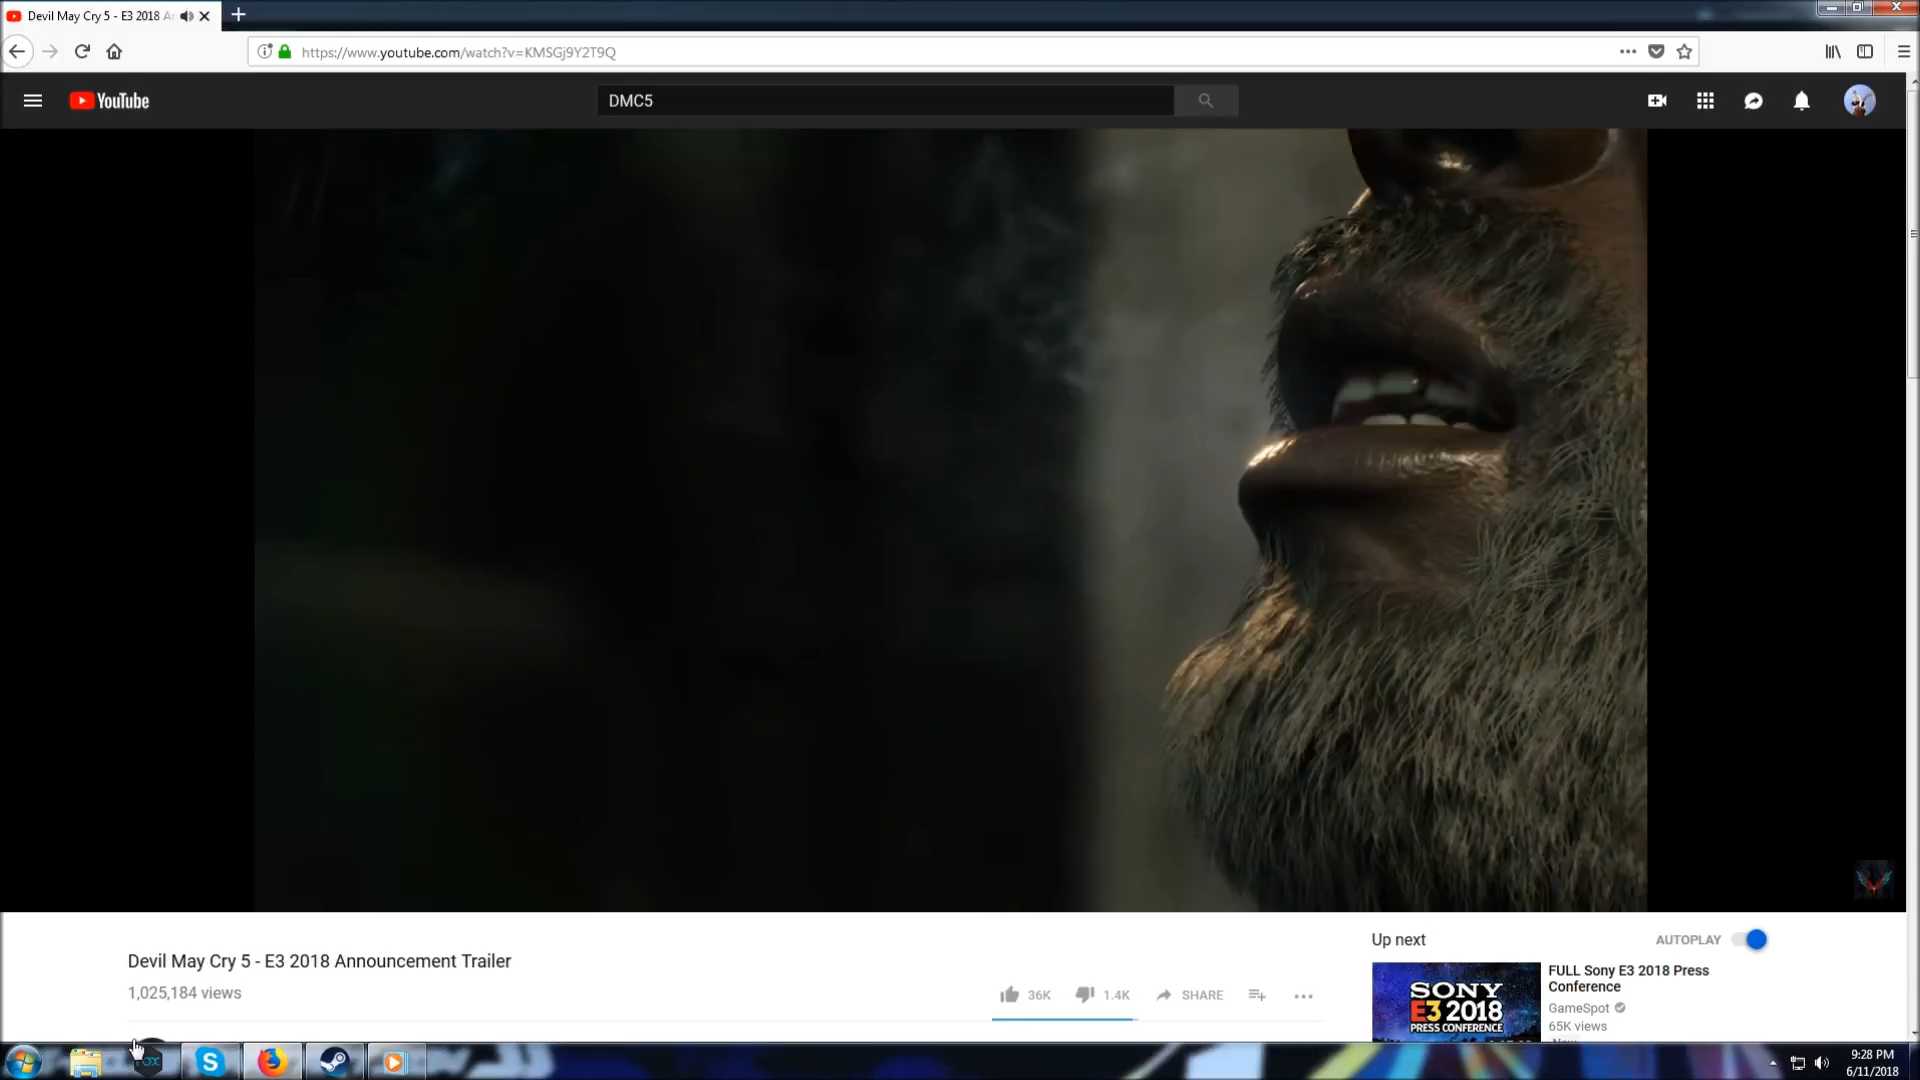 Devil May Cry 5 - E3 2018 A
https://www.youtube.com/watch?v=KMSGj9Y2T9Q
YouTube
DMC5
Devil May Cry 5 - E3 2018 Announcement Trailer
1,025,184 views
36K
1.4K
SHARE
Up next
AUTOPLAY
SONY
E3 2018
PRESS CONFERENCE
FULL Sony E3 2018 Press
Conference
GameSpot
65K views
9:28 PM
6/11/2018